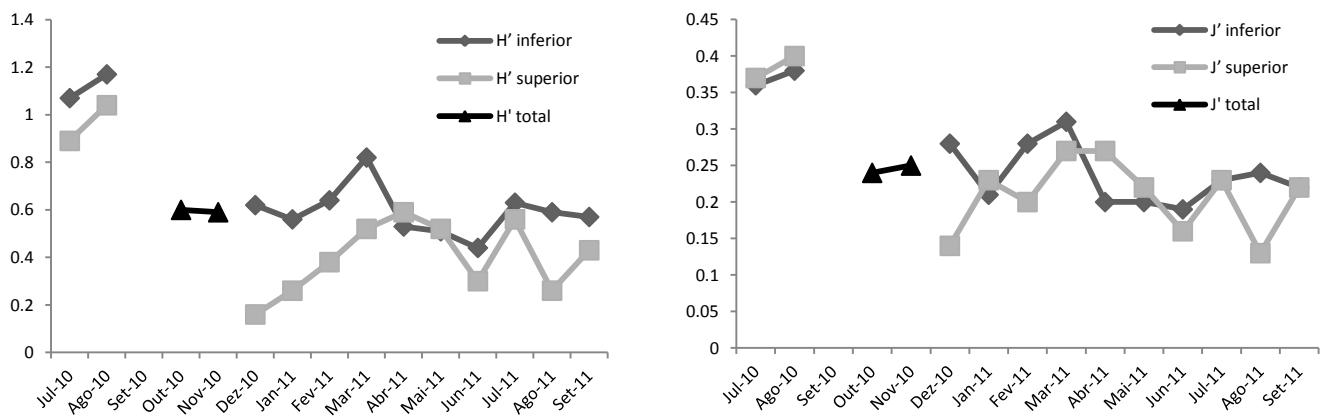 1.4
1.2
1
0.8
0.6
0.4
0.2
0
H’ inferior
H’ superior
H' total
Jul-10
Ago-10
Set-10
Out-10
Nov-10
Dez-10
Jan-11
Fev-11
Mar-11
Abr-11
Mai-11
Jun-11
Jul-11
Ago-11
Set-11
0.45
0.4
0.35
0.3
0.25
0.2
0.15
0.1
0.05
0
J’ inferior
J’ superior
J' total
Jul-10
Ago-10
Set-10
Out-10
Nov-10
Dez-10
Jan-11
Fev-11
Mar-11
Abr-11
Mai-11
Jun-11
Jul-11
Ago-11
Set-11